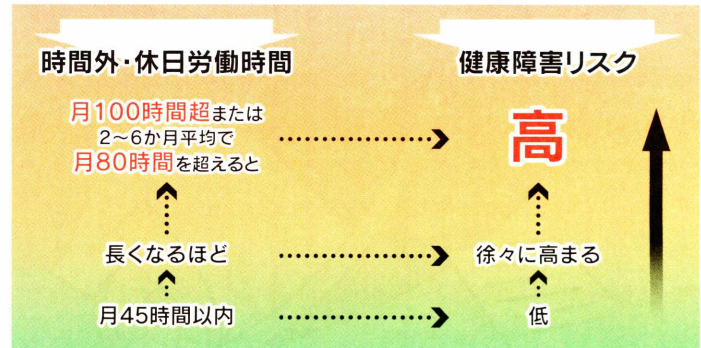 時間外・休日労働時間
健康障害リスク
月100時間超または
2～6か月平均で
月80時間を超えると
高
長くなるほど
徐々に高まる
月45時間以内
低